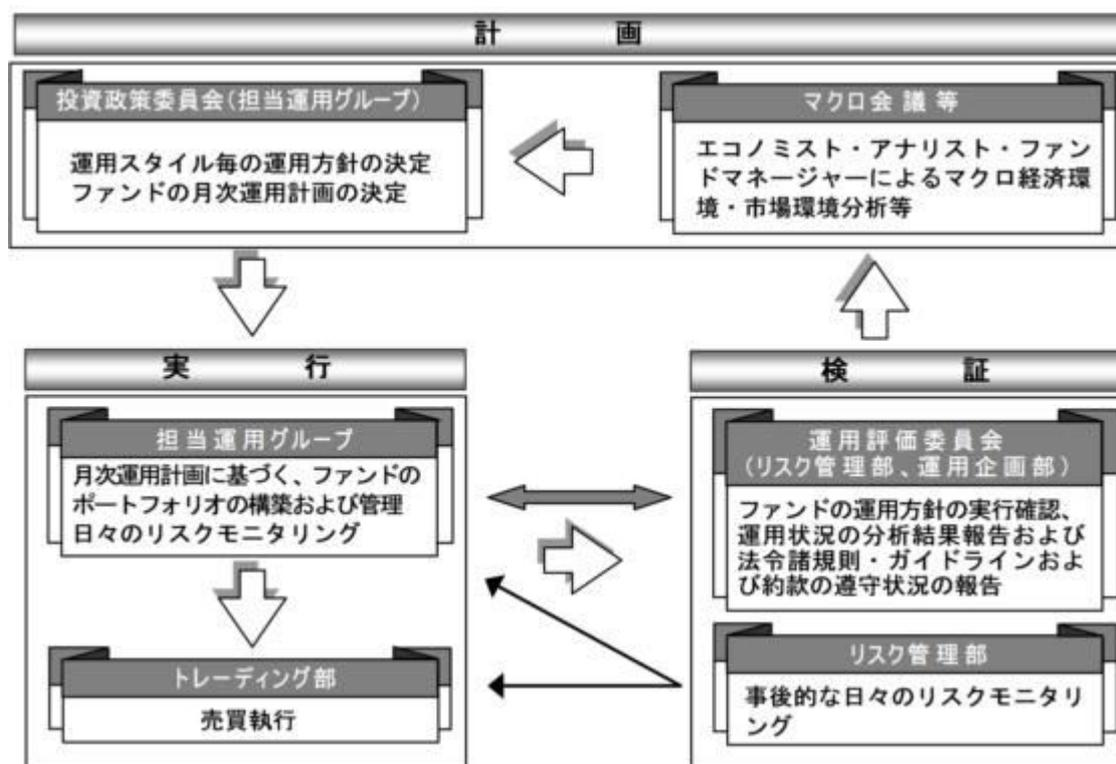 計画
投資政策委員会(担当運用グループ)
運用スタイル毎の運用方針の決定
ファンドの月次運用計画の決定
マクロ会議等
エコノミスト・アナリスト・ファン
ドマネージャーによるマクロ経済環
境・市場環境分析等
実行
担当運用グループ
月次運用計画に基づく、ファンドの
ポートフォリオの構築および管理
日々のリスクモニタリング
トレーディング部
売買執行
検証
運用評価委員会
(リスク管理部、運用企画部)
ファンドの運用方針の実行確認、
運用状況の分析結果報告および
法令諸規則・ガイドラインおよ
び約款の遵守状況の報告
リスク管理部
事後的な日々のリスクモニタリ
ング